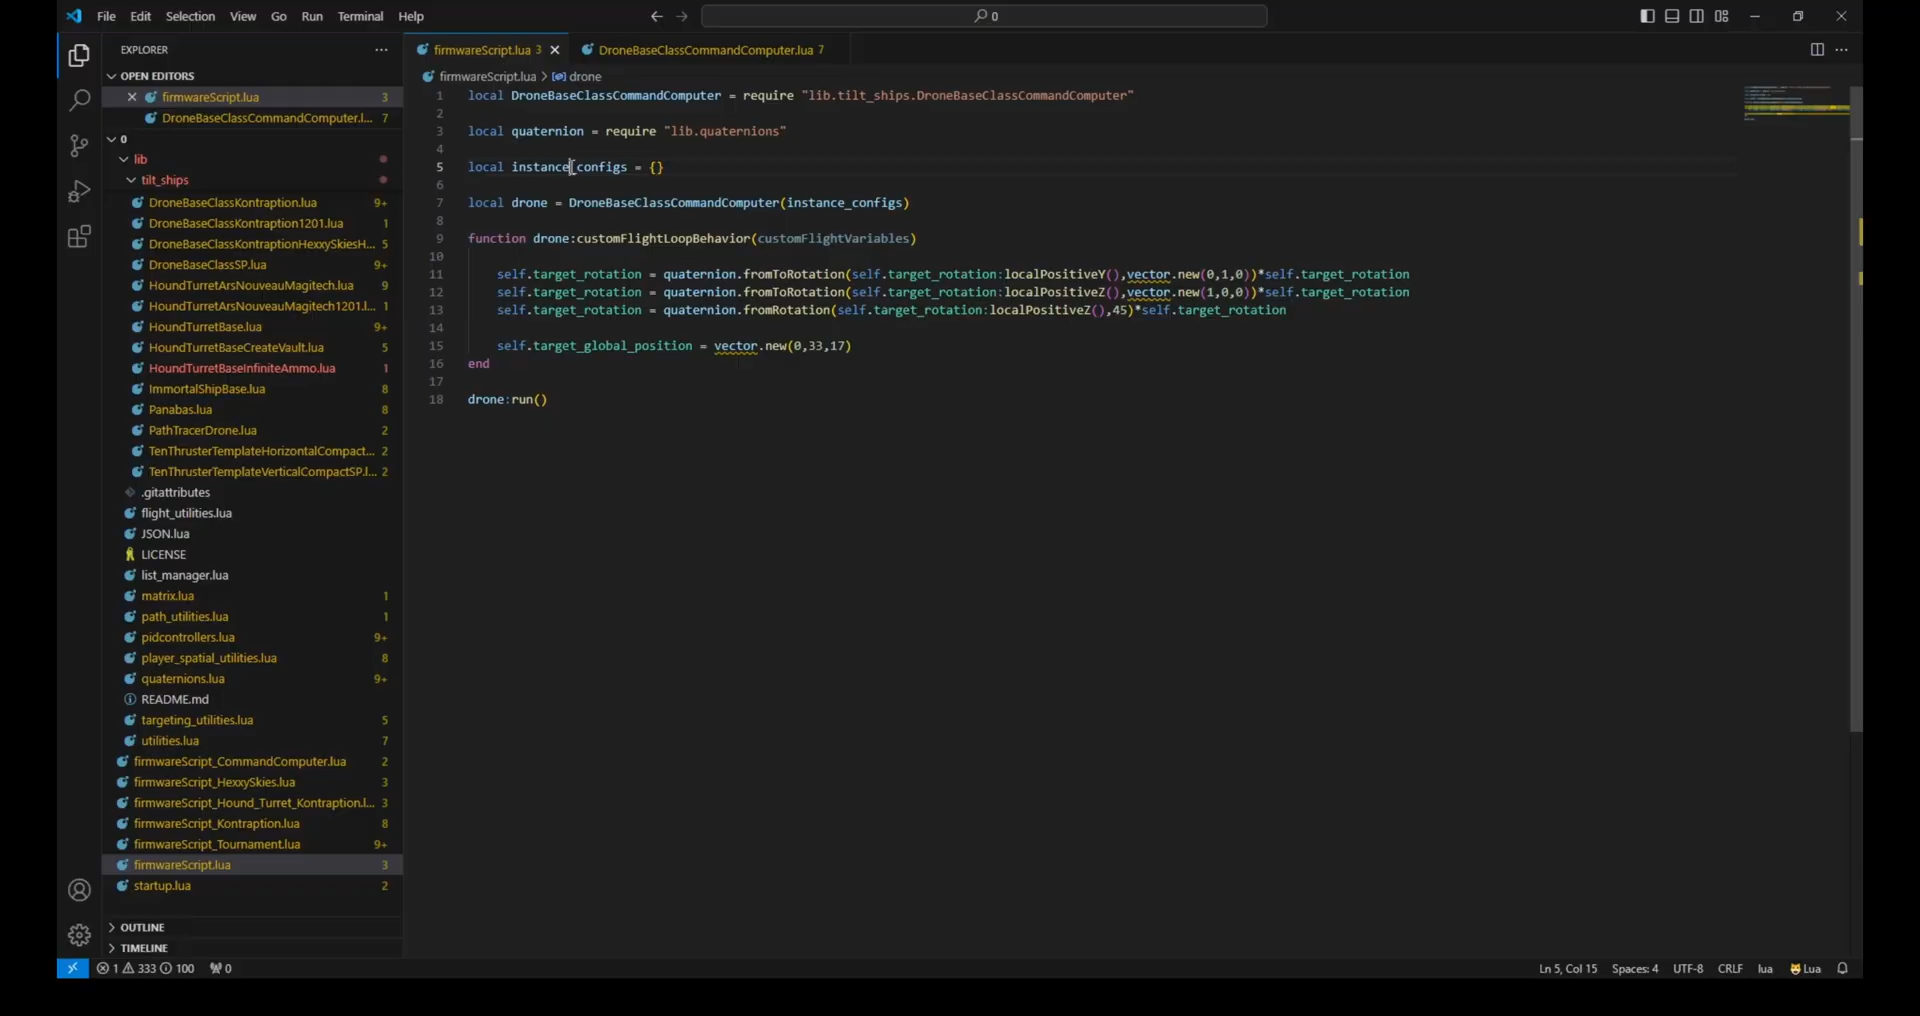 File Edit Selection View Go Run Terminal Help
0
EXPLORER
OPEN EDITORS
firmwareScript.lua 3
DroneBaseClassCommandComputer.l... 7
0
lib
tilt_ships
DroneBaseClassKontraption.lua 9+
DroneBaseClassKontraption1201.lua 1
DroneBaseClassKontraptionHexxySkiesH... 5
DroneBaseClassSP.lua 9+
HoundTurretArsNouveauMagitech.lua 9
HoundTurretArsNouveauMagitech1201.l... 1
HoundTurretBase.lua 9+
HoundTurretBaseCreateVault.lua 5
HoundTurretBaseInfiniteAmmo.lua 1
ImmortalShipBase.lua 8
Panabas.lua 8
PathTracerDrone.lua 2
TenThrusterTemplateHorizontalCompact... 2
TenThrusterTemplateVerticalCompactSP.l... 2
.gitattributes
flight_utilities.lua
JSON.lua
LICENSE
list_manager.lua
matrix.lua 1
path_utilities.lua 1
pidcontrollers.lua 9+
player_spatial_utilities.lua 8
quaternions.lua 9+
README.md
targeting_utilities.lua 5
utilities.lua 7
firmwareScript_CommandComputer.lua 2
firmwareScript_HexxySkies.lua 3
firmwareScript_Hound_Turret_Kontraption.l... 3
firmwareScript_Kontraption.lua 8
firmwareScript_Tournament.lua 9+
firmwareScript.lua 3
startup.lua 2
OUTLINE
TIMELINE
firmwareScript.lua 3 DroneBaseClassCommandComputer.lua 7
firmwareScript.lua > drone
1 local DroneBaseClassCommandComputer = require "lib.tilt_ships.DroneBaseClassCommandComputer"
2
3 local quaternion = require "lib.quaternions"
4
5 local instance_configs = {}
6
7 local drone = DroneBaseClassCommandComputer(instance_configs)
8
9 function drone:customFlightLoopBehavior(customFlightVariables)
10
11 self.target_rotation = quaternion.fromToRotation(self.target_rotation:localPositiveY(),vector.new(0,1,0))*self.target_rotation
12 self.target_rotation = quaternion.fromToRotation(self.target_rotation:localPositiveZ(),vector.new(1,0,0))*self.target_rotation
13 self.target_rotation = quaternion.fromRotation(self.target_rotation:localPositiveZ(),45)*self.target_rotation
14
15 self.target_global_position = vector.new(0,33,17)
16 end
17
18 drone:run()
1 333 100 0 Ln 5, Col 15 Spaces: 4 UTF-8 CRLF lua Lua